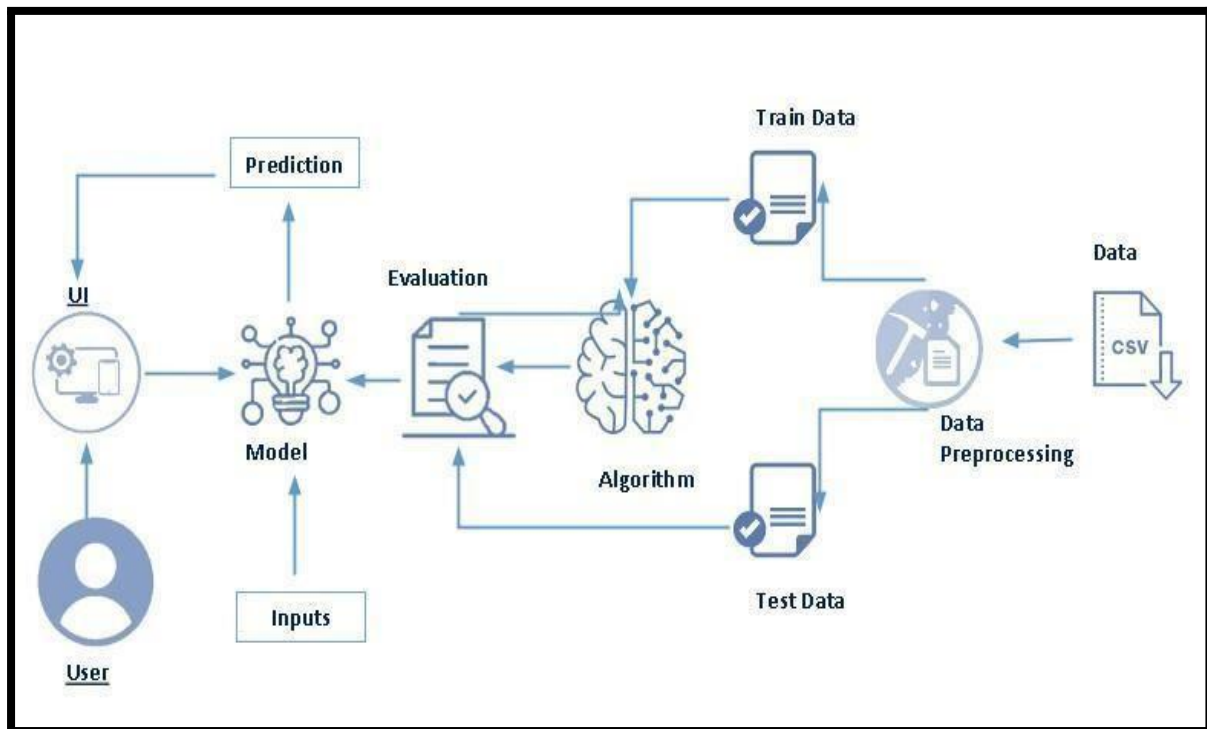 Train Data
Prediction
Data
Evaluation
UI
CSV
Data
Preprocessing
Model
Algorithm
Test Data
Inputs
User